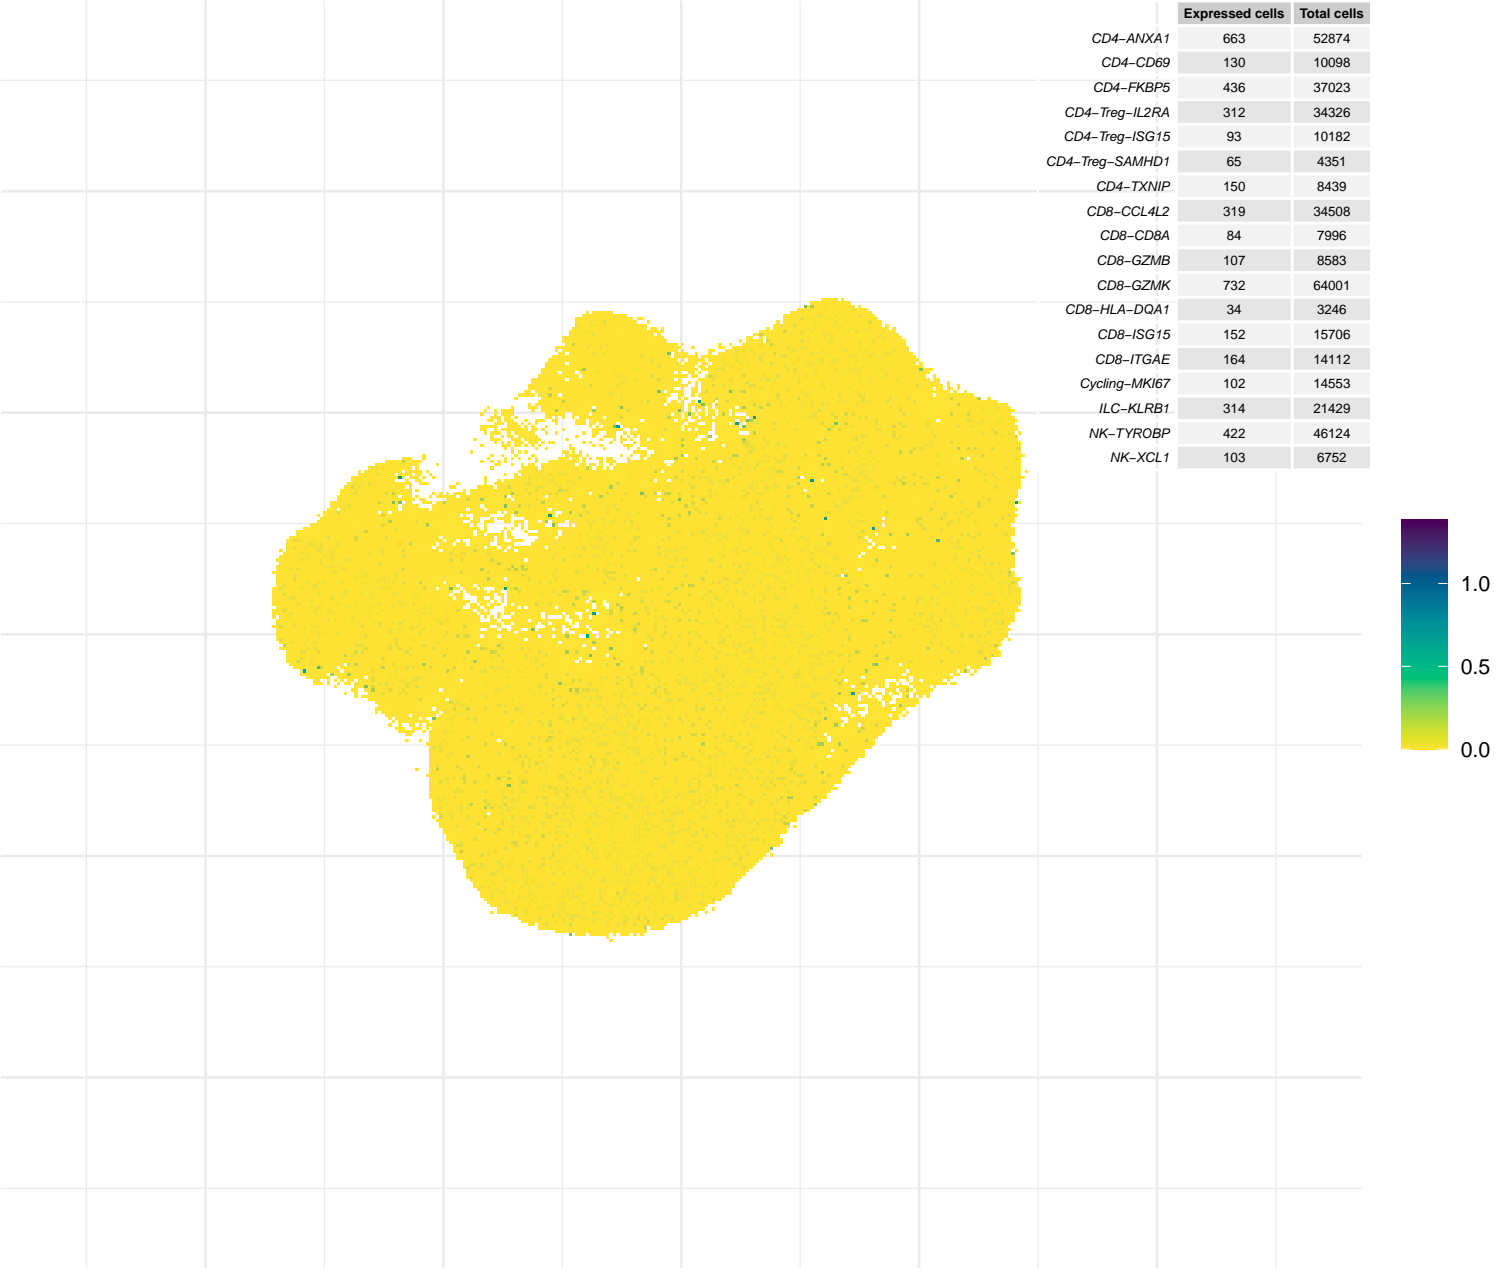 Expressed cells Total cells
CD4−ANXA1 663 52874
CD4−CD69 130 10098
CD4−FKBP5 436 37023
CD4−Treg−IL2RA 312 34326
CD4−Treg−ISG15 93 10182
CD4−Treg−SAMHD1 65 4351
CD4−TXNIP 150 8439
CD8−CCL4L2 319 34508
CD8−CD8A 84 7996
CD8−GZMB 107 8583
CD8−GZMK 732 64001
CD8−HLA−DQA1 34 3246
CD8−ISG15 152 15706
CD8−ITGAE 164 14112
Cycling−MKI67 102 14553
ILC−KLRB1 314 21429
NK−TYROBP 422 46124
NK−XCL1 103 6752
1.0
0.5
0.0